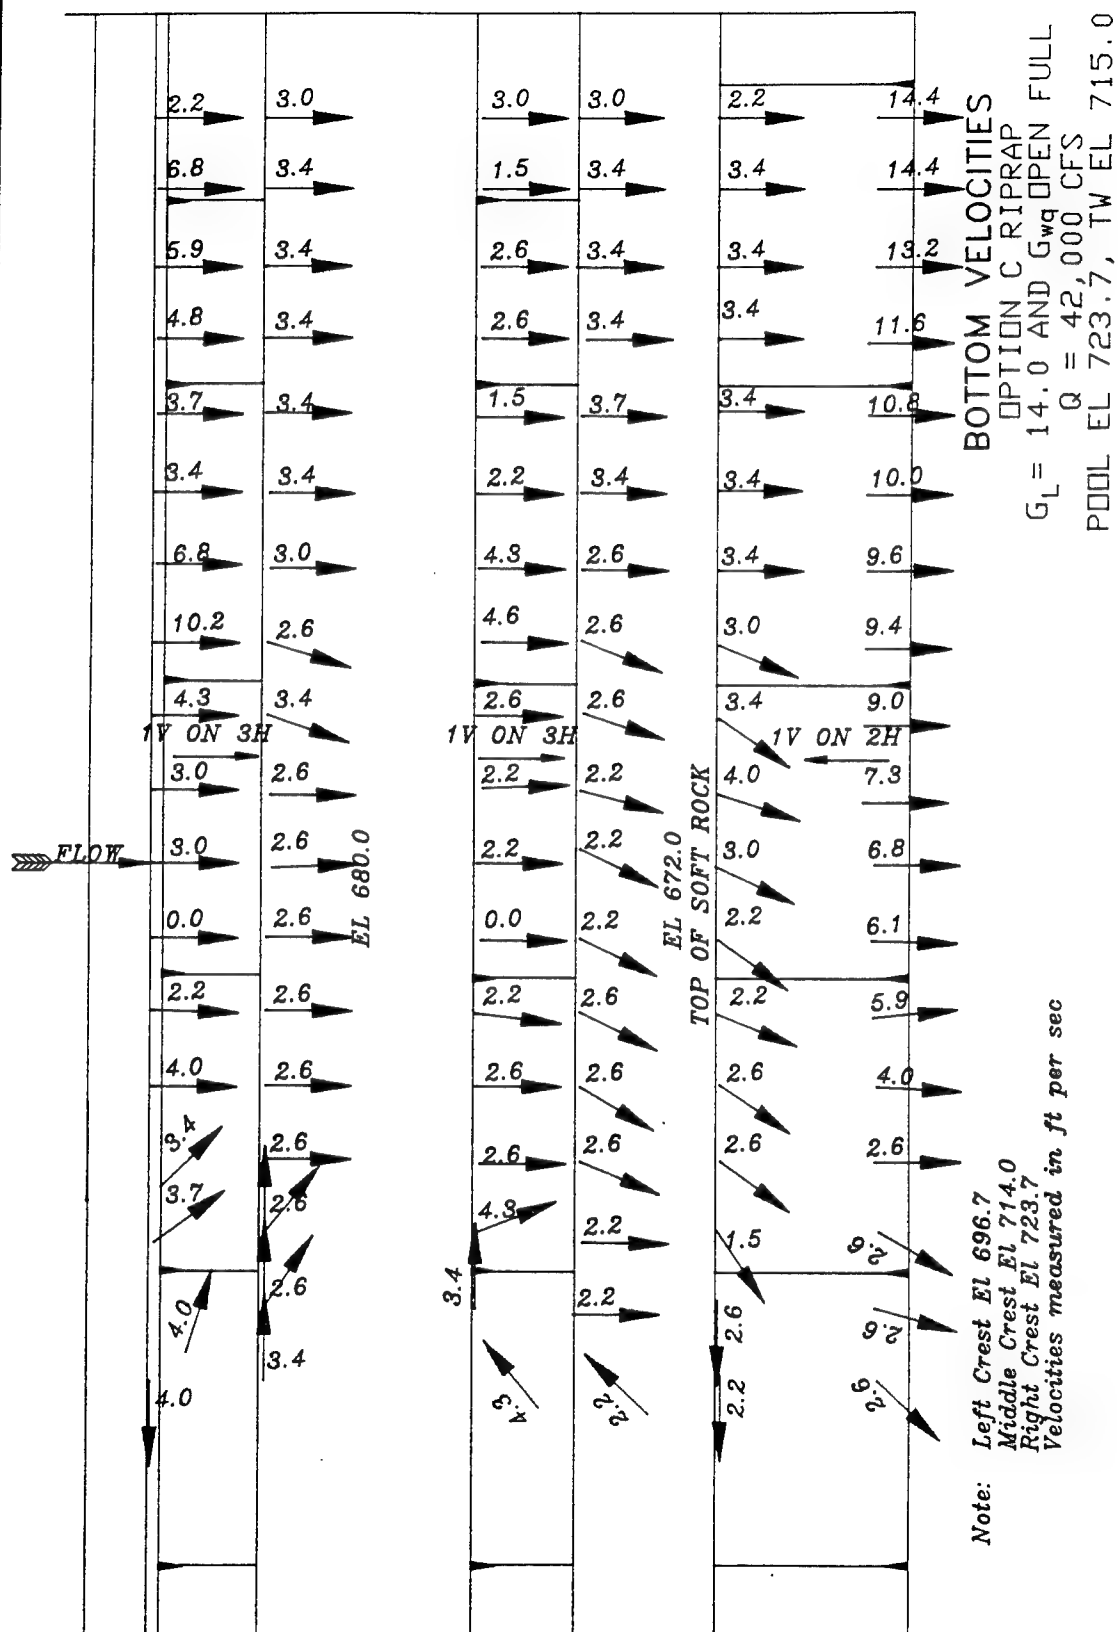 2.2 3.0 3.0 3.0 2.2 14.4
6.8 3.4 1.5 3.4 3.4 14.4
5.9 3.4 2.6 3.4 3.4 13.2
4.8 3.4 2.6 3.4 3.4 11.6
3.7 3.4 1.5 3.7 3.4 10.8
3.4 3.4 2.2 3.4 3.4 10.0
6.8 3.0 4.3 2.6 3.4 9.6
10.2 2.6 4.6 2.6 3.0 9.4
4.3 3.4 2.6 2.6 3.4 9.0
1V ON 3H 1V ON 3H 1V ON 2H
3.0 2.6 2.2 2.2 4.0 7.3
FLOW 3.0 2.6 2.2 2.2 3.0 6.8
0.0 2.6 0.0 2.2 2.2 6.1
2.2 2.6 2.2 2.6 2.2 5.9
4.0 2.6 2.6 2.6 2.6 4.0
3.4 2.6 2.6 2.6 2.6 2.6
3.7 2.6 4.3 2.2 1.5 2.6
4.0 2.6 3.4 2.2 2.6 2.6
4.0 3.4 4.3 2.2 2.2 2.6
EL 680.0
EL 672.0
TOP OF SOFT ROCK
BOTTOM VELOCITIES
OPTION C RIPRAP
GL = 14.0 AND Gwq OPEN FULL
Q = 42,000 CFS
POOL EL 723.7, TW EL 715.0
Note: Left Crest El 696.7
Middle Crest El 714.0
Right Crest El 723.7
Velocities measured in ft per sec